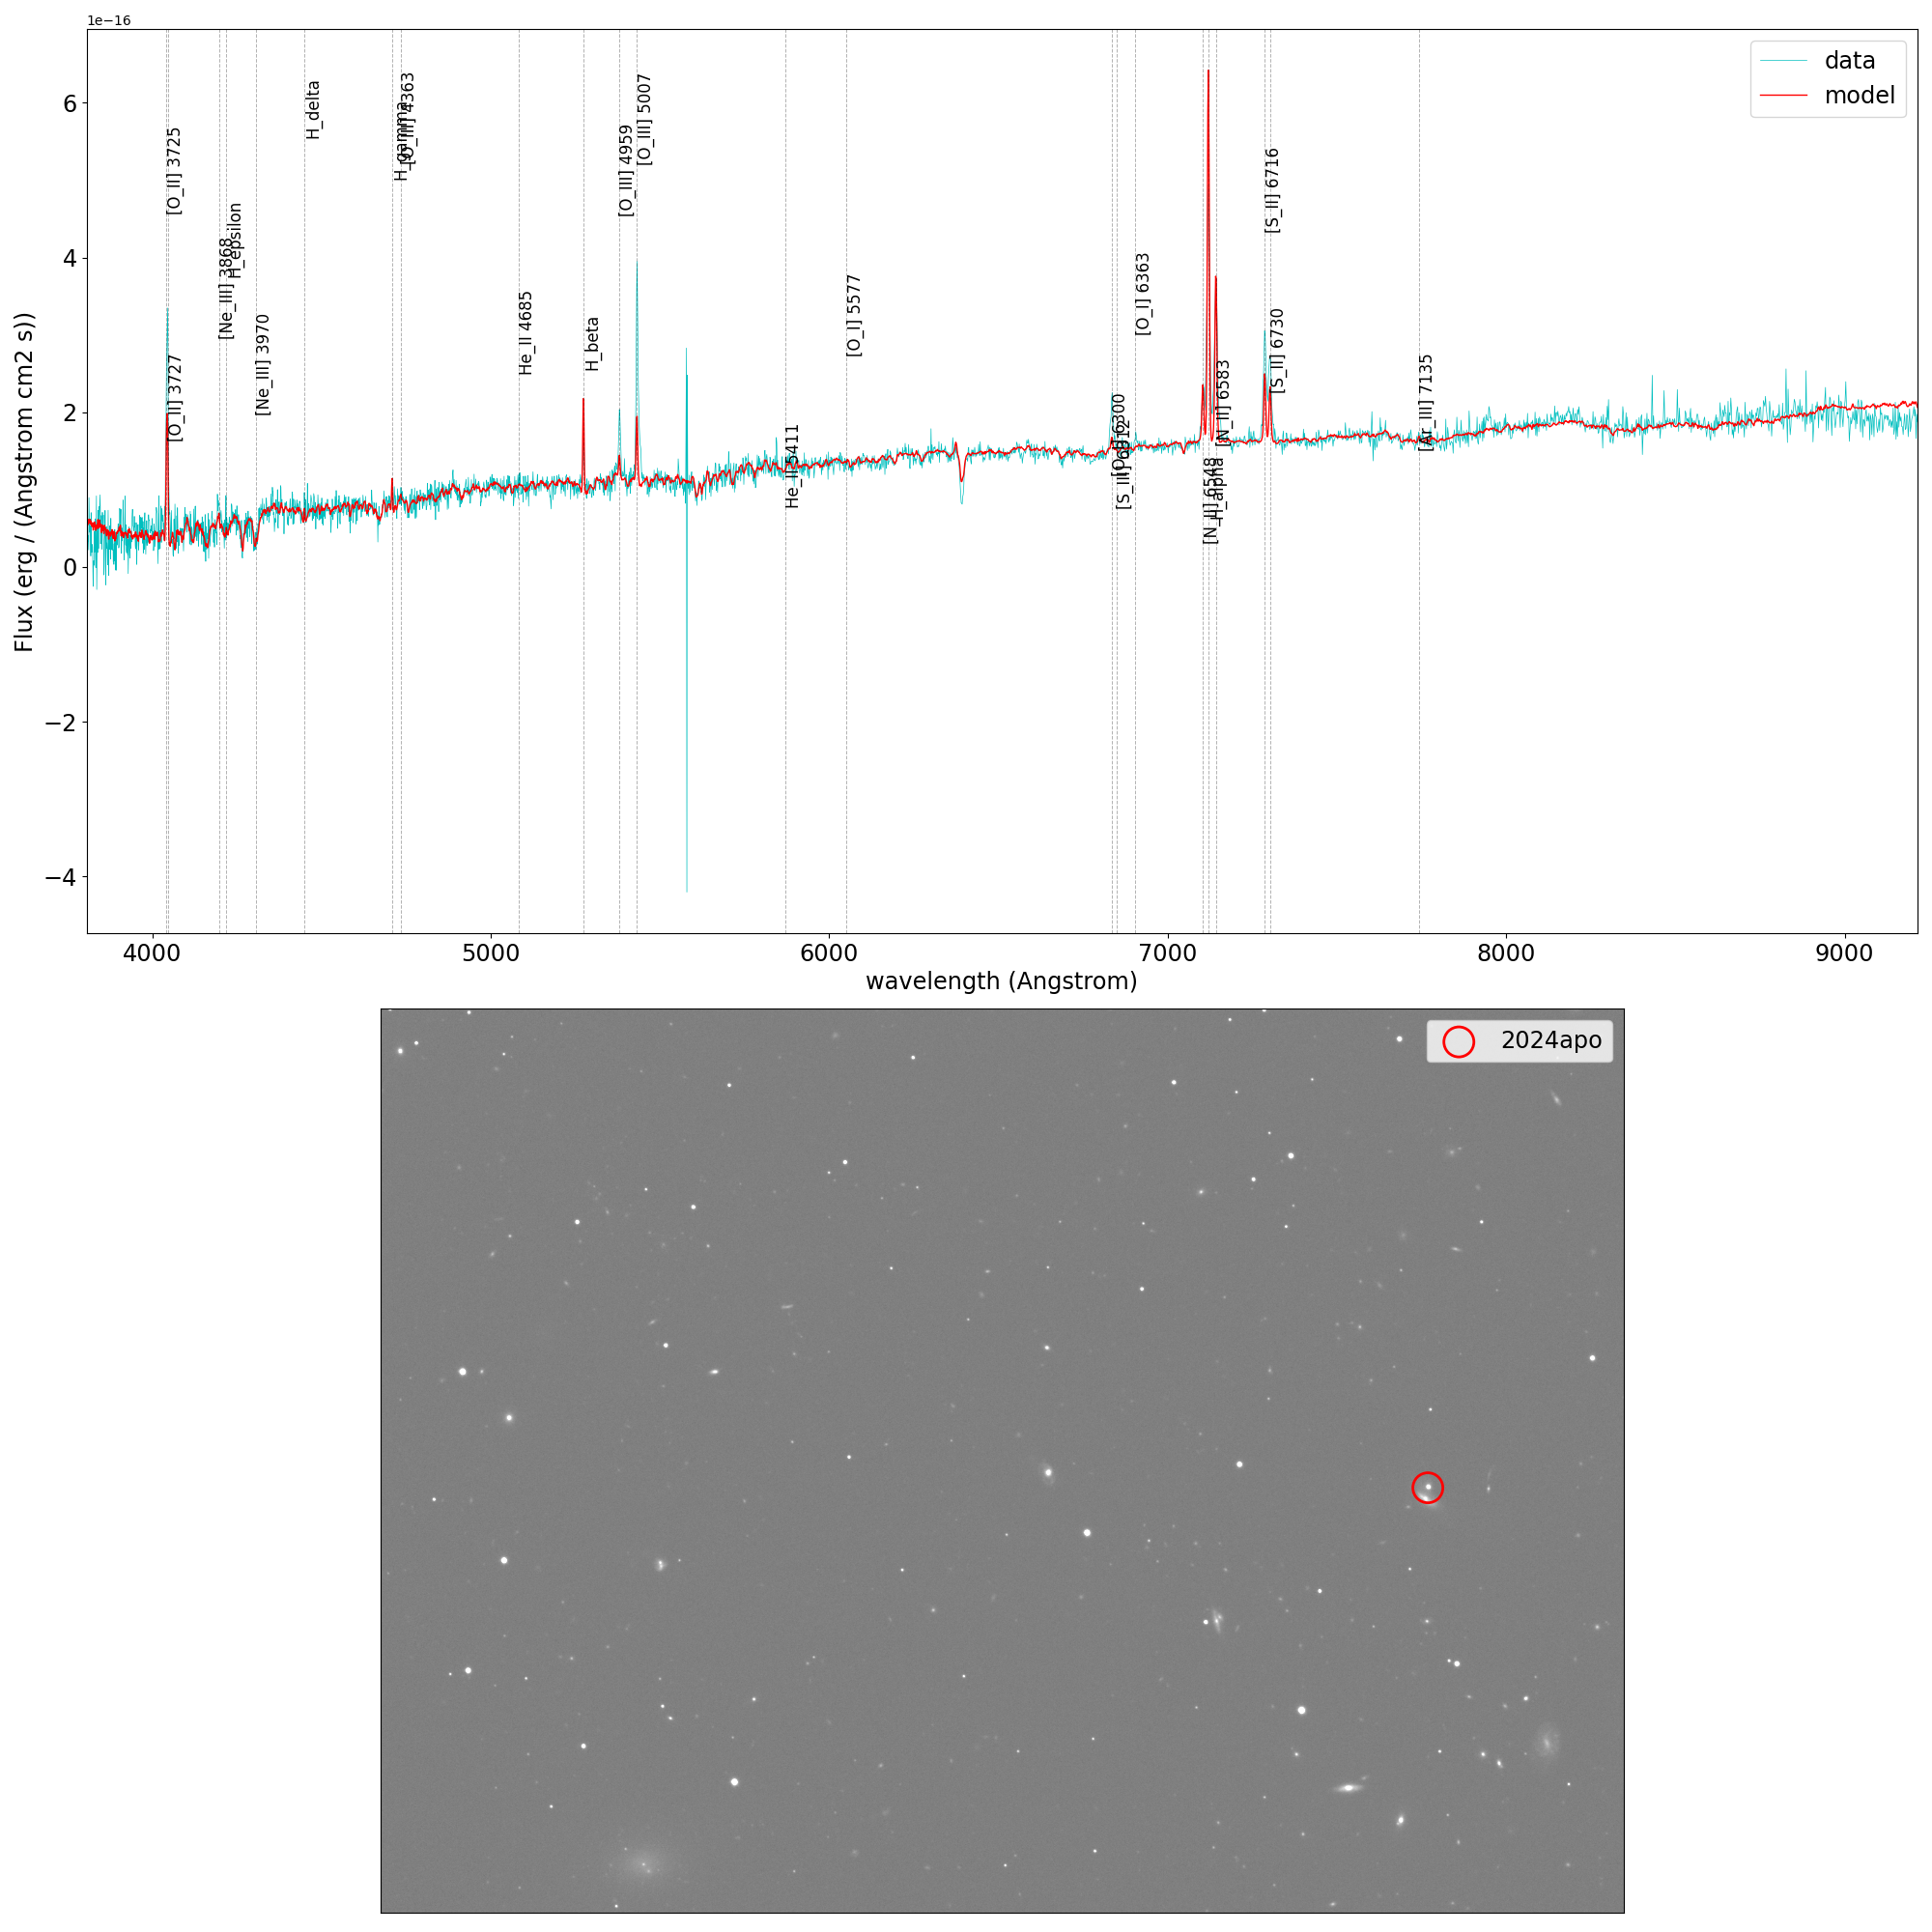 1e−16
data
model
[O_II] 3725
[O_II] 3727
[Ne_III] 3868
H_epsilon
[Ne_III] 3970
H_delta
H_gamma
[O_III] 4363
He_II 4685
H_beta
[O_III] 4959
[O_III] 5007
He_II 5411
[O_I] 5577
[O_I] 6300
[S_III] 6312
[O_I] 6363
[N_II] 6548
H_alpha
[N_II] 6583
[S_II] 6716
[S_II] 6730
[Ar_III] 7135
6
4
2
0
−2
−4
Flux (erg / (Angstrom cm2 s))
4000 5000 6000 7000 8000 9000
wavelength (Angstrom)
2024apo